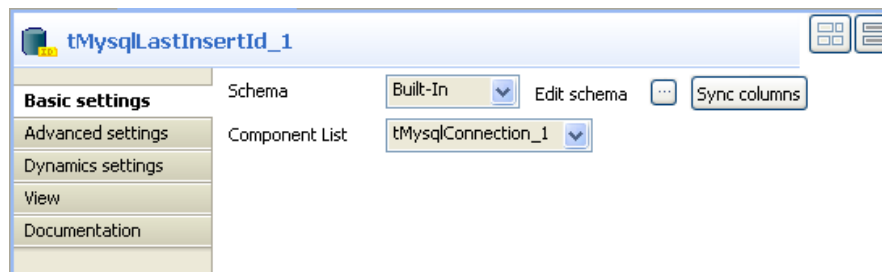 tMysqlLastInsertId_1
Basic settings
Advanced settings
Dynamics settings
View
Documentation
Schema Built-In Edit schema ... Sync columns
Component List tMysqlConnection_1